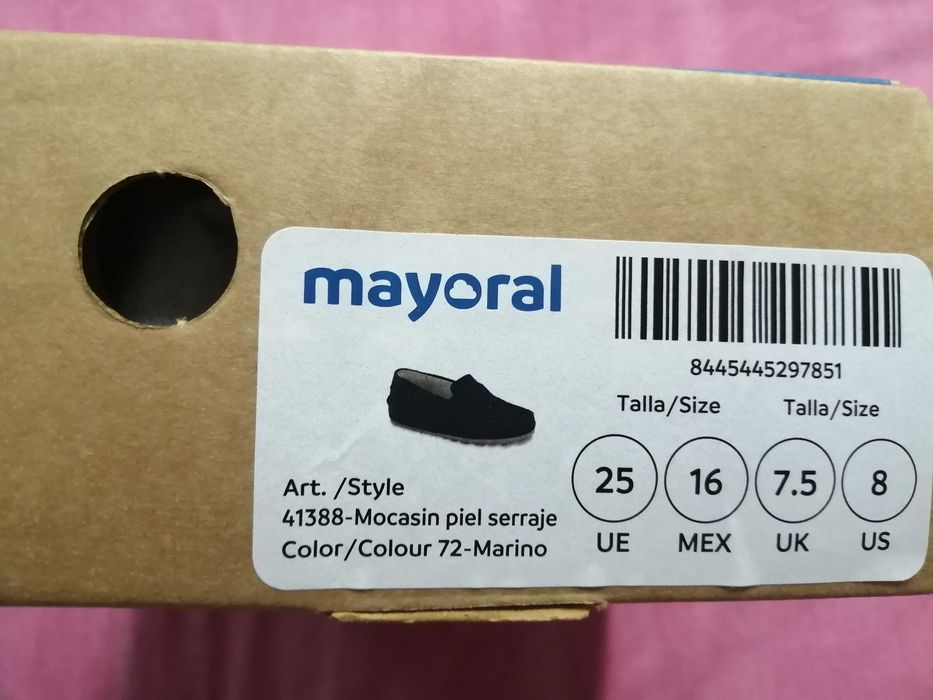 mayoral
8445445297851
Talla/Size Talla/Size
25 16 7.5 8
UE MEX UK US
Art. /Style
41388-Mocasin piel serraje
Color/Colour 72-Marino